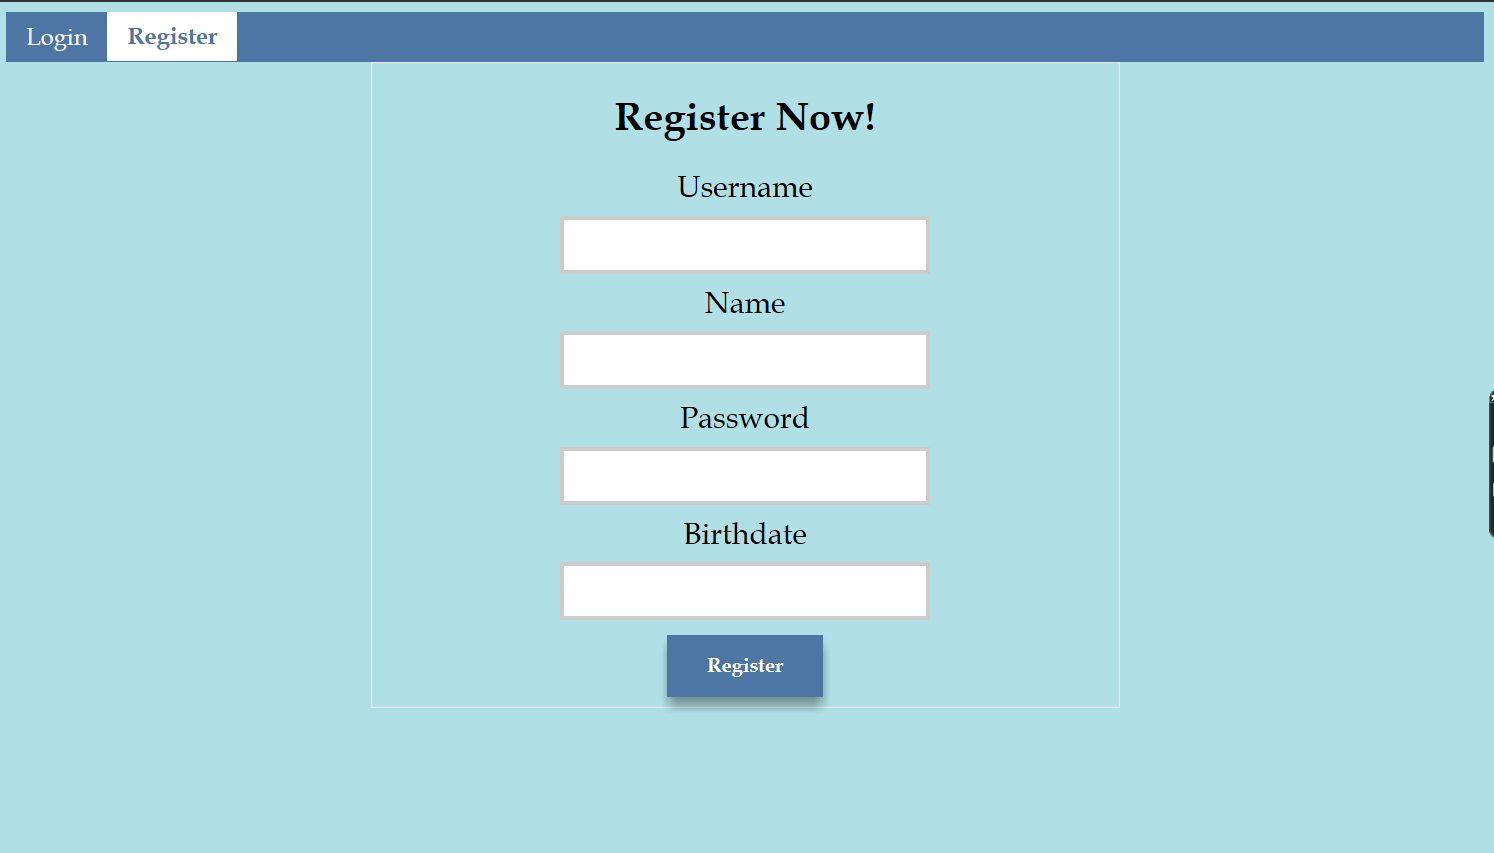 Login Register
Register Now!
Username
Name
Password
Birthdate
Register